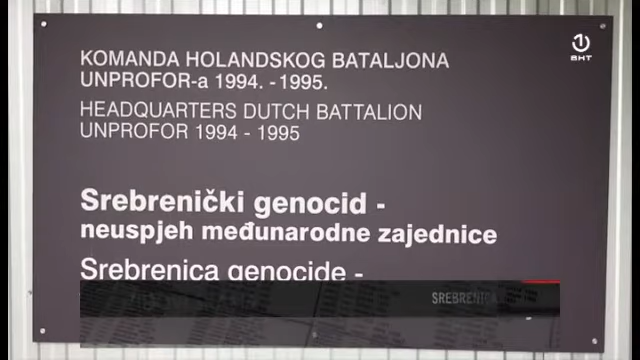 1
BHT
KOMANDA HOLANDSKOG BATALJONA
UNPROFOR-a 1994. - 1995.
HEADQUARTERS DUTCH BATTALION
UNPROFOR 1994 - 1995
Srebrenički genocid -
neuspjeh međunarodne zajednice
Srebrenica genocide -
SREBRENICA